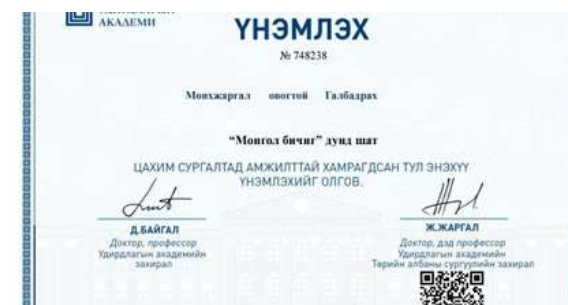 АКАДЕМИ
ҮНЭМЛЭХ
№ 748238
Мөнхжаргал овогтой Галбадрах
“Монгол бичиг” дунд шат
ЦАХИМ СУРГАЛТАД АМЖИЛТТАЙ ХАМРАГДСАН ТУЛ ЭНЭХҮҮ
ҮНЭМЛЭХИЙГ ОЛГОВ.
Д.БАЙГАЛ
Доктор, профессор
Удирдлагын академийн
захирал
Ж.ЖАРГАЛ
Доктор, дэд профессор
Удирдлагын академийн
Төрийн албаны сургуулийн захирал